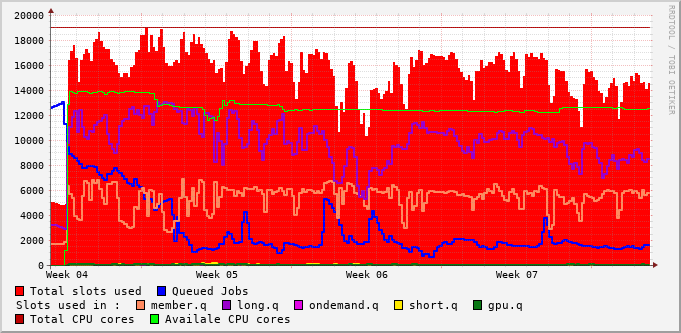 20000
18000
16000
14000
12000
10000
8000
6000
4000
2000
0
Week 04 Week 05 Week 06 Week 07
RRDTOOL / TOBI OETIKER
Total slots used Queued Jobs
Slots used in : member.q long.q ondemand.q short.q gpu.q
Total CPU cores Availale CPU cores